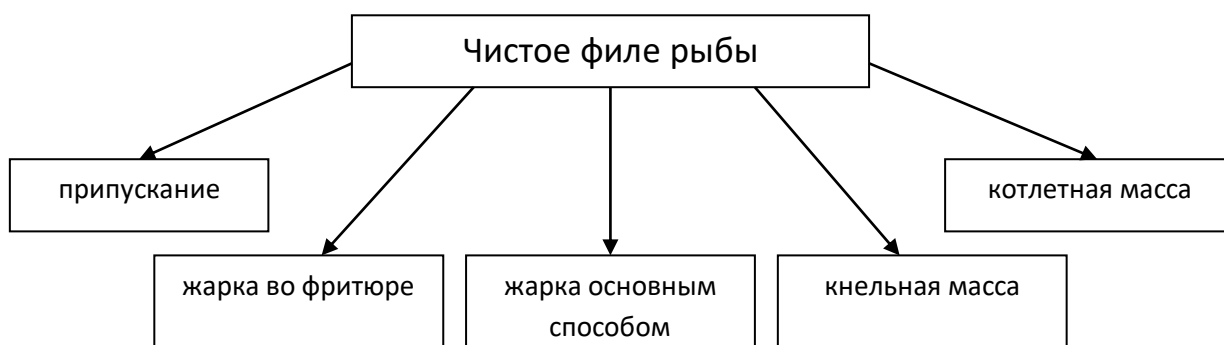 Чистое филе рыбы
припускание
котлетная масса
жарка во фритюре
жарка основным
способом
кнельная масса